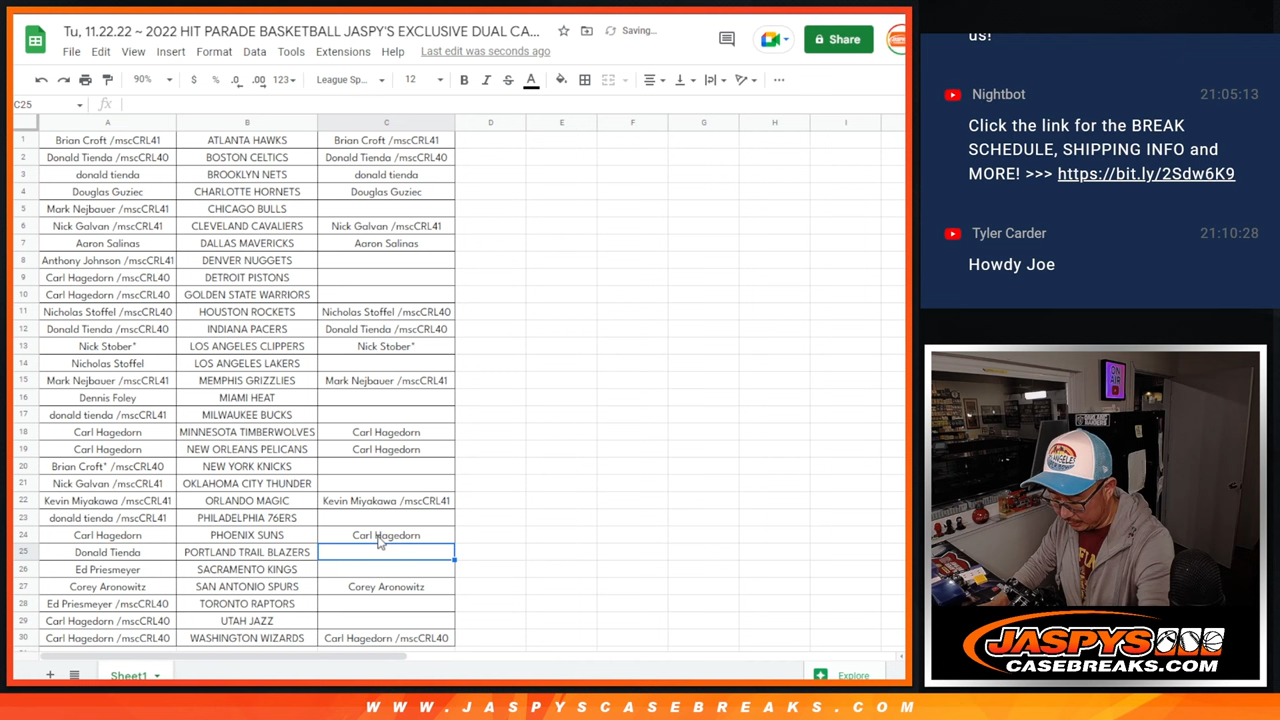 Tu, 11.22.22 ~ 2022 HIT PARADE BASKETBALL JASPY'S EXCLUSIVE DUAL CA...
Saving...
File Edit View Insert Format Data Tools Extensions Help Last edit was seconds ago
Share
90% $ % .0 .00 123 League Sp... 12 B I S A
C25 fx
A B C D E F G H I
1 Brian Croft /mscCRL41 ATLANTA HAWKS Brian Croft /mscCRL41
2 Donald Tienda /mscCRL40 BOSTON CELTICS Donald Tienda /mscCRL40
3 donald tienda BROOKLYN NETS donald tienda
4 Douglas Guziec CHARLOTTE HORNETS Douglas Guziec
5 Mark Nejbauer /mscCRL41 CHICAGO BULLS
6 Nick Galvan /mscCRL41 CLEVELAND CAVALIERS Nick Galvan /mscCRL41
7 Aaron Salinas DALLAS MAVERICKS Aaron Salinas
8 Anthony Johnson /mscCRL41 DENVER NUGGETS
9 Carl Hagedorn /mscCRL40 DETROIT PISTONS
10 Carl Hagedorn /mscCRL40 GOLDEN STATE WARRIORS
11 Nicholas Stoffel /mscCRL40 HOUSTON ROCKETS Nicholas Stoffel /mscCRL40
12 Donald Tienda /mscCRL40 INDIANA PACERS Donald Tienda /mscCRL40
13 Nick Stober* LOS ANGELES CLIPPERS Nick Stober*
14 Nicholas Stoffel LOS ANGELES LAKERS
15 Mark Nejbauer /mscCRL41 MEMPHIS GRIZZLIES Mark Nejbauer /mscCRL41
16 Dennis Foley MIAMI HEAT
17 donald tienda /mscCRL41 MILWAUKEE BUCKS
18 Carl Hagedorn MINNESOTA TIMBERWOLVES Carl Hagedorn
19 Carl Hagedorn NEW ORLEANS PELICANS Carl Hagedorn
20 Brian Croft* /mscCRL40 NEW YORK KNICKS
21 Nick Galvan /mscCRL41 OKLAHOMA CITY THUNDER
22 Kevin Miyakawa /mscCRL41 ORLANDO MAGIC Kevin Miyakawa /mscCRL41
23 donald tienda /mscCRL41 PHILADELPHIA 76ERS
24 Carl Hagedorn PHOENIX SUNS Carl Hagedorn
25 Donald Tienda PORTLAND TRAIL BLAZERS
26 Ed Priesmeyer SACRAMENTO KINGS
27 Corey Aronowitz SAN ANTONIO SPURS Corey Aronowitz
28 Ed Priesmeyer /mscCRL40 TORONTO RAPTORS
29 Carl Hagedorn /mscCRL40 UTAH JAZZ
30 Carl Hagedorn /mscCRL40 WASHINGTON WIZARDS Carl Hagedorn /mscCRL40
Sheet1
Explore
us!
Nightbot 21:05:13
Click the link for the BREAK
SCHEDULE, SHIPPING INFO and
MORE! >>> https://bit.ly/2Sdw6K9
Tyler Carder 21:10:28
Howdy Joe
ON
AIR
JASPYS
CASEBREAKS.COM
WWW.JASPYSCASEBREAKS.COM